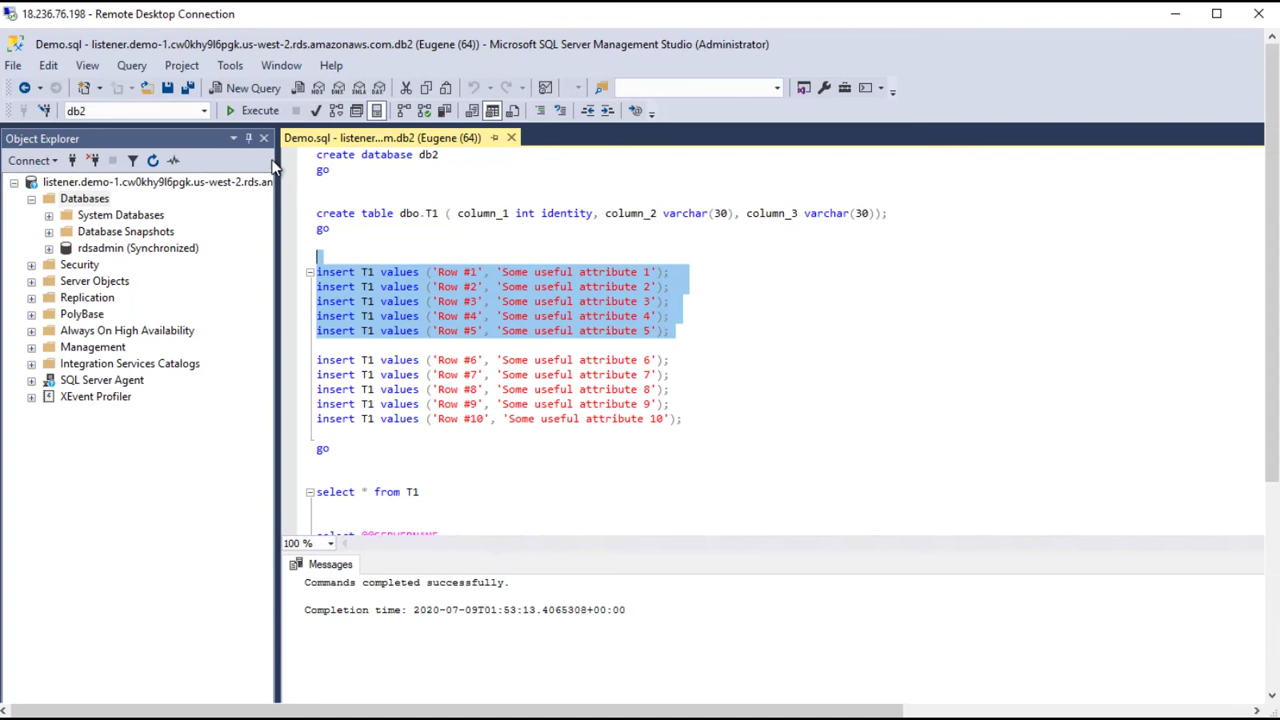 18.236.76.198 - Remote Desktop Connection
Demo.sql - listener.demo-1.cw0khy9l6pgk.us-west-2.rds.amazonaws.com.db2 (Eugene (64)) - Microsoft SQL Server Management Studio (Administrator)
File Edit View Query Project Tools Window Help
New Query
db2 Execute
Object Explorer
Demo.sql - listener...m.db2 (Eugene (64))
Connect
listener.demo-1.cw0khy9l6pgk.us-west-2.rds.an
Databases
System Databases
Database Snapshots
rdsadmin (Synchronized)
Security
Server Objects
Replication
PolyBase
Always On High Availability
Management
Integration Services Catalogs
SQL Server Agent
XEvent Profiler
create database db2
go
create table dbo.T1 ( column_1 int identity, column_2 varchar(30), column_3 varchar(30));
go
insert T1 values ('Row #1', 'Some useful attribute 1');
insert T1 values ('Row #2', 'Some useful attribute 2');
insert T1 values ('Row #3', 'Some useful attribute 3');
insert T1 values ('Row #4', 'Some useful attribute 4');
insert T1 values ('Row #5', 'Some useful attribute 5');
insert T1 values ('Row #6', 'Some useful attribute 6');
insert T1 values ('Row #7', 'Some useful attribute 7');
insert T1 values ('Row #8', 'Some useful attribute 8');
insert T1 values ('Row #9', 'Some useful attribute 9');
insert T1 values ('Row #10', 'Some useful attribute 10');
go
select * from T1
select @@SERVERNAME
100 %
Messages
Commands completed successfully.
Completion time: 2020-07-09T01:53:13.4065308+00:00